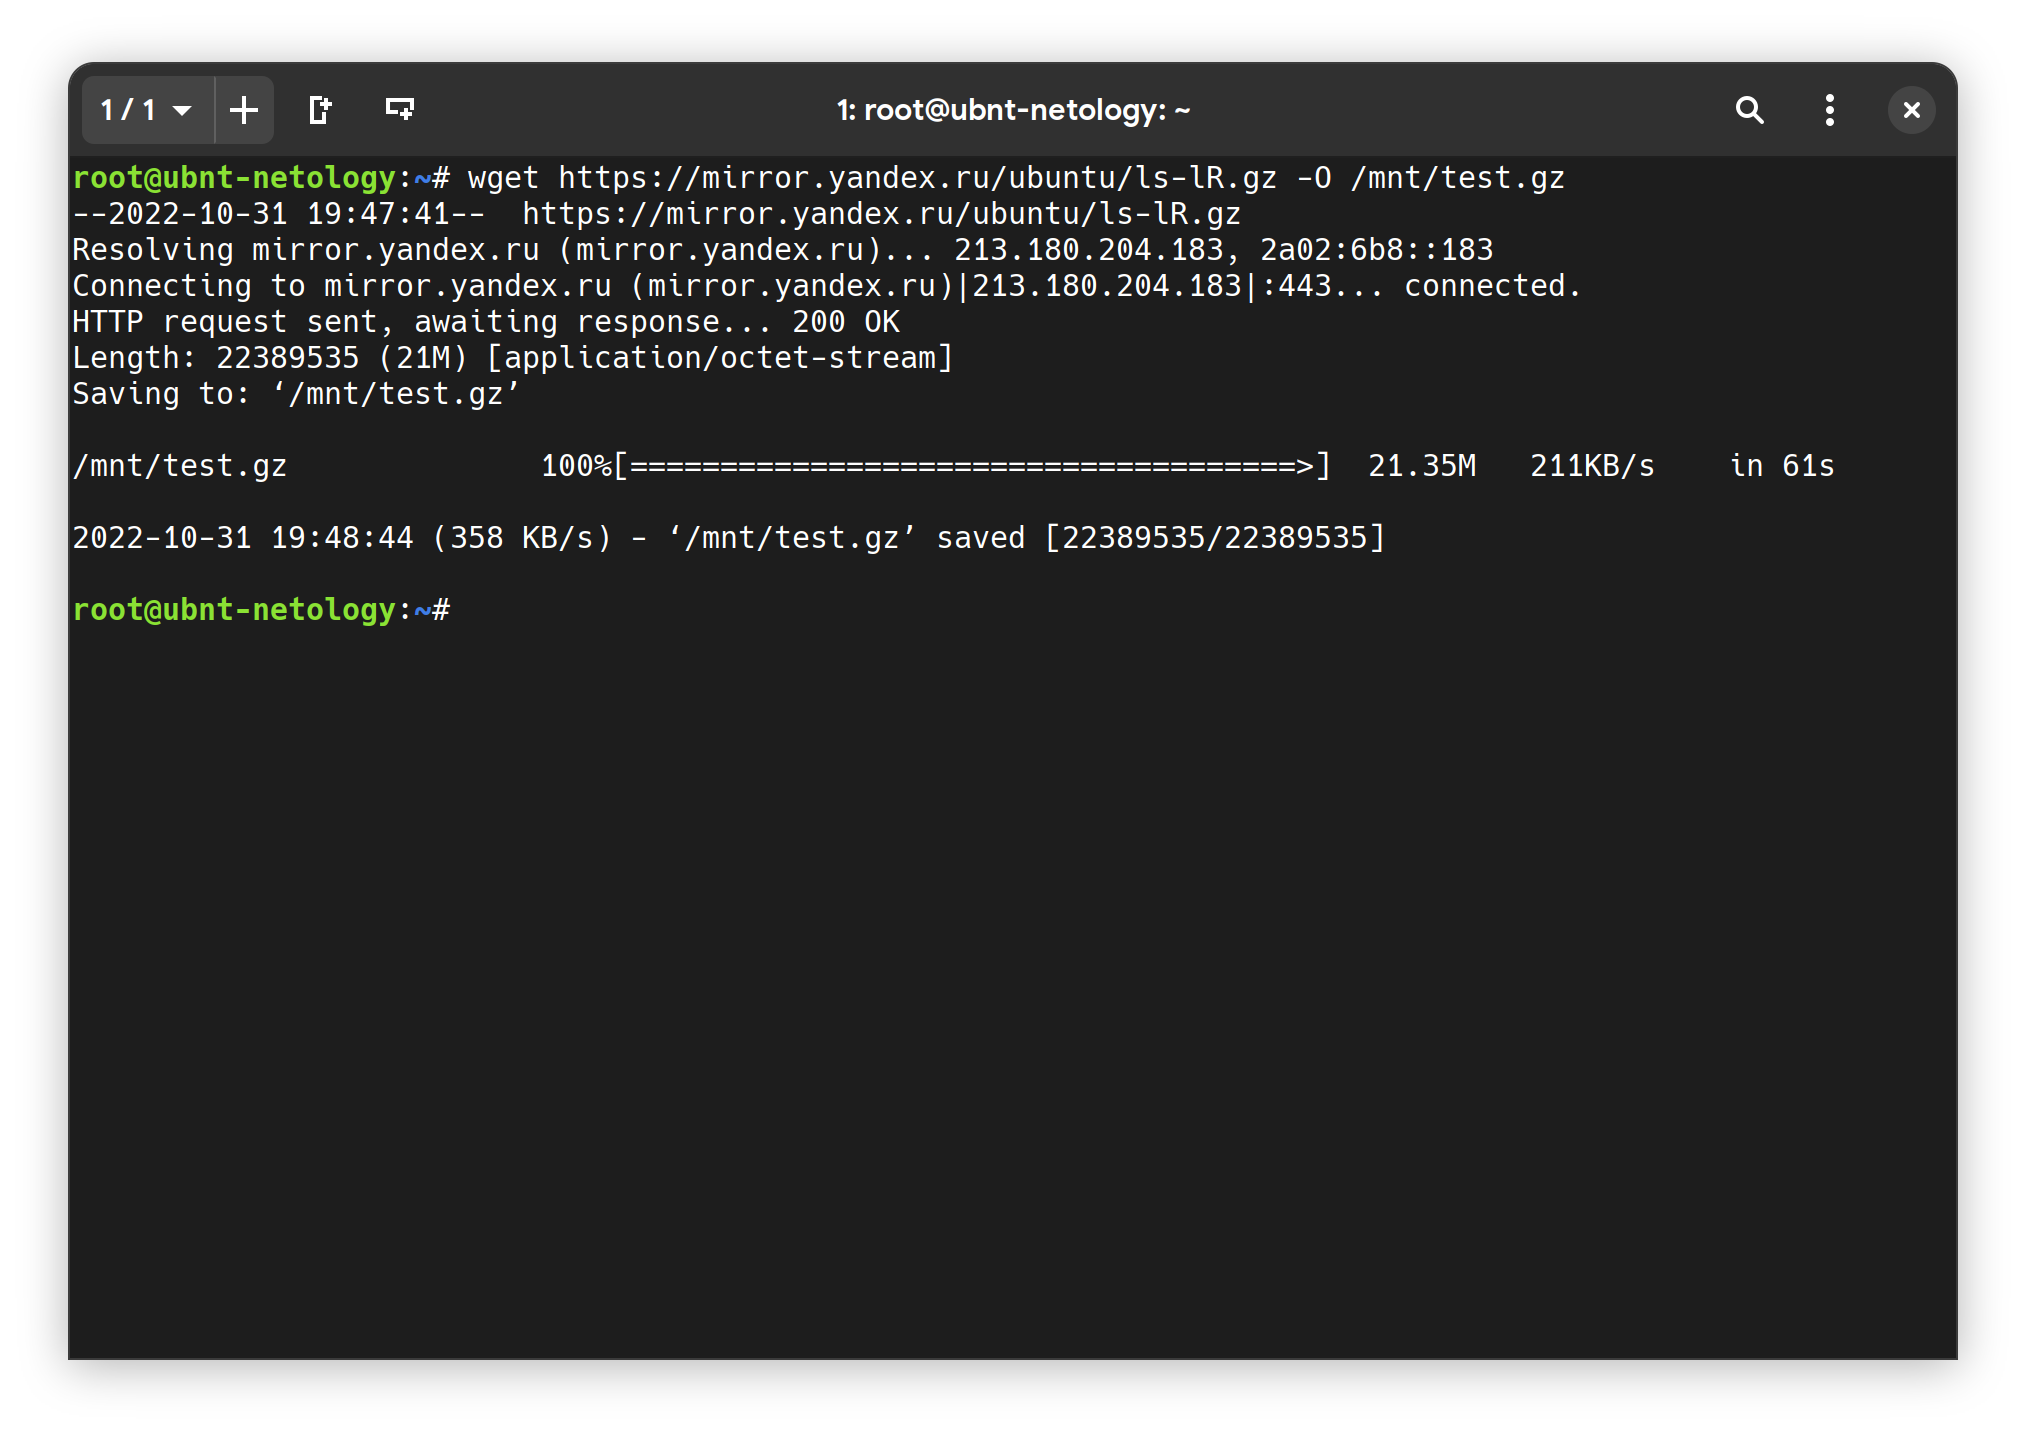 1 / 1
1: root@ubnt-netology: ~
root@ubnt-netology:~# wget https://mirror.yandex.ru/ubuntu/ls-lR.gz -O /mnt/test.gz
--2022-10-31 19:47:41--  https://mirror.yandex.ru/ubuntu/ls-lR.gz
Resolving mirror.yandex.ru (mirror.yandex.ru)... 213.180.204.183, 2a02:6b8::183
Connecting to mirror.yandex.ru (mirror.yandex.ru)|213.180.204.183|:443... connected.
HTTP request sent, awaiting response... 200 OK
Length: 22389535 (21M) [application/octet-stream]
Saving to: ‘/mnt/test.gz’
/mnt/test.gz              100%[=====================================>]  21.35M   211KB/s    in 61s
2022-10-31 19:48:44 (358 KB/s) - ‘/mnt/test.gz’ saved [22389535/22389535]
root@ubnt-netology:~#